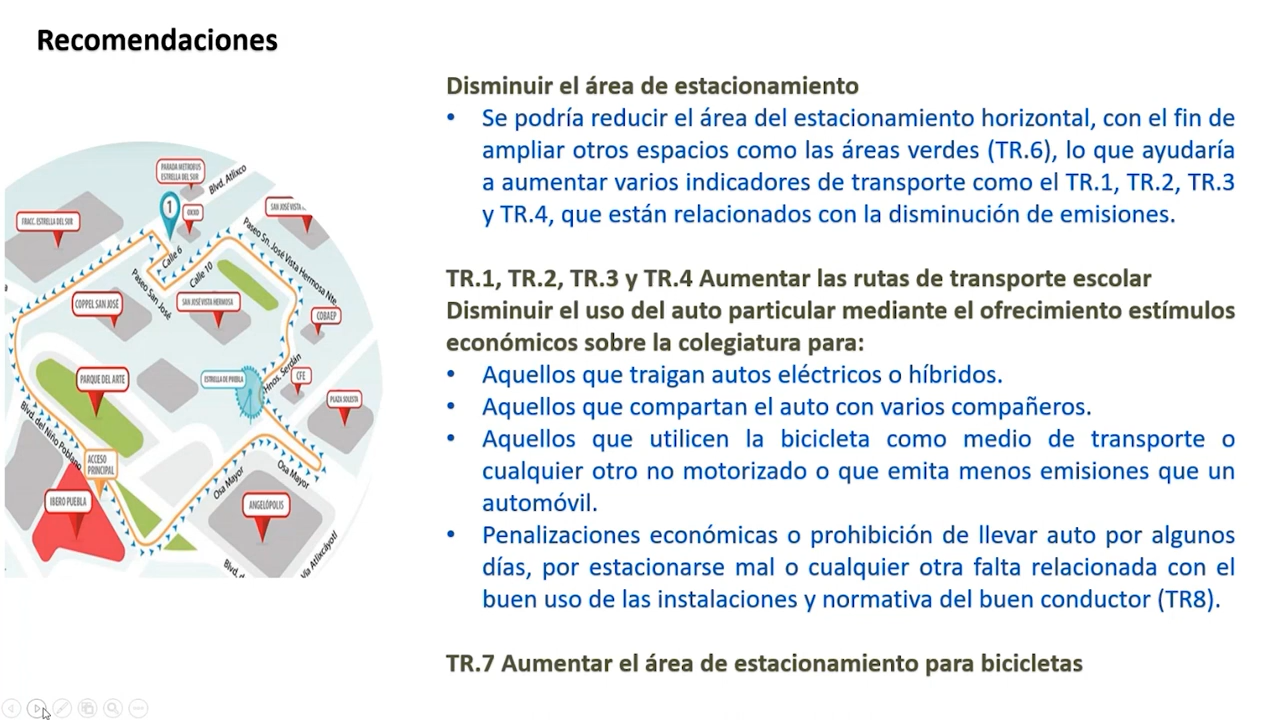 Recomendaciones
Disminuir el área de estacionamiento
• Se podría reducir el área del estacionamiento horizontal, con el fin de
ampliar otros espacios como las áreas verdes (TR.6), lo que ayudaría
a aumentar varios indicadores de transporte como el TR.1, TR.2, TR.3
y TR.4, que están relacionados con la disminución de emisiones.
TR.1, TR.2, TR.3 y TR.4 Aumentar las rutas de transporte escolar
Disminuir el uso del auto particular mediante el ofrecimiento estímulos
económicos sobre la colegiatura para:
• Aquellos que traigan autos eléctricos o híbridos.
• Aquellos que compartan el auto con varios compañeros.
• Aquellos que utilicen la bicicleta como medio de transporte o
cualquier otro no motorizado o que emita menos emisiones que un
automóvil.
• Penalizaciones económicas o prohibición de llevar auto por algunos
días, por estacionarse mal o cualquier otra falta relacionada con el
buen uso de las instalaciones y normativa del buen conductor (TR8).
TR.7 Aumentar el área de estacionamiento para bicicletas
PARADA METROBUS
ESTRELLA DEL SUR
Blvd. Atlixco
1
OXXO
SAN JOSÉ VISTA
FRACC. ESTRELLA DEL SUR
Calle 6
Paseo Sn. José Vista Hermosa Nte.
Calle 10
Paseo San José
COPPEL SAN JOSÉ
SAN JOSÉ VISTA HERMOSA
COBAEP
Hnos. Serdán
PARQUE DEL ARTE
ESTRELLA DE PUEBLA
CFE
PLAZA SOLESTA
Blvd. del Niño Poblano
ACCESO
PRINCIPAL
Osa Mayor
Osa Mayor
IBERO PUEBLA
ANGELÓPOLIS
Vía Atlixcáyotl
Blvd. d